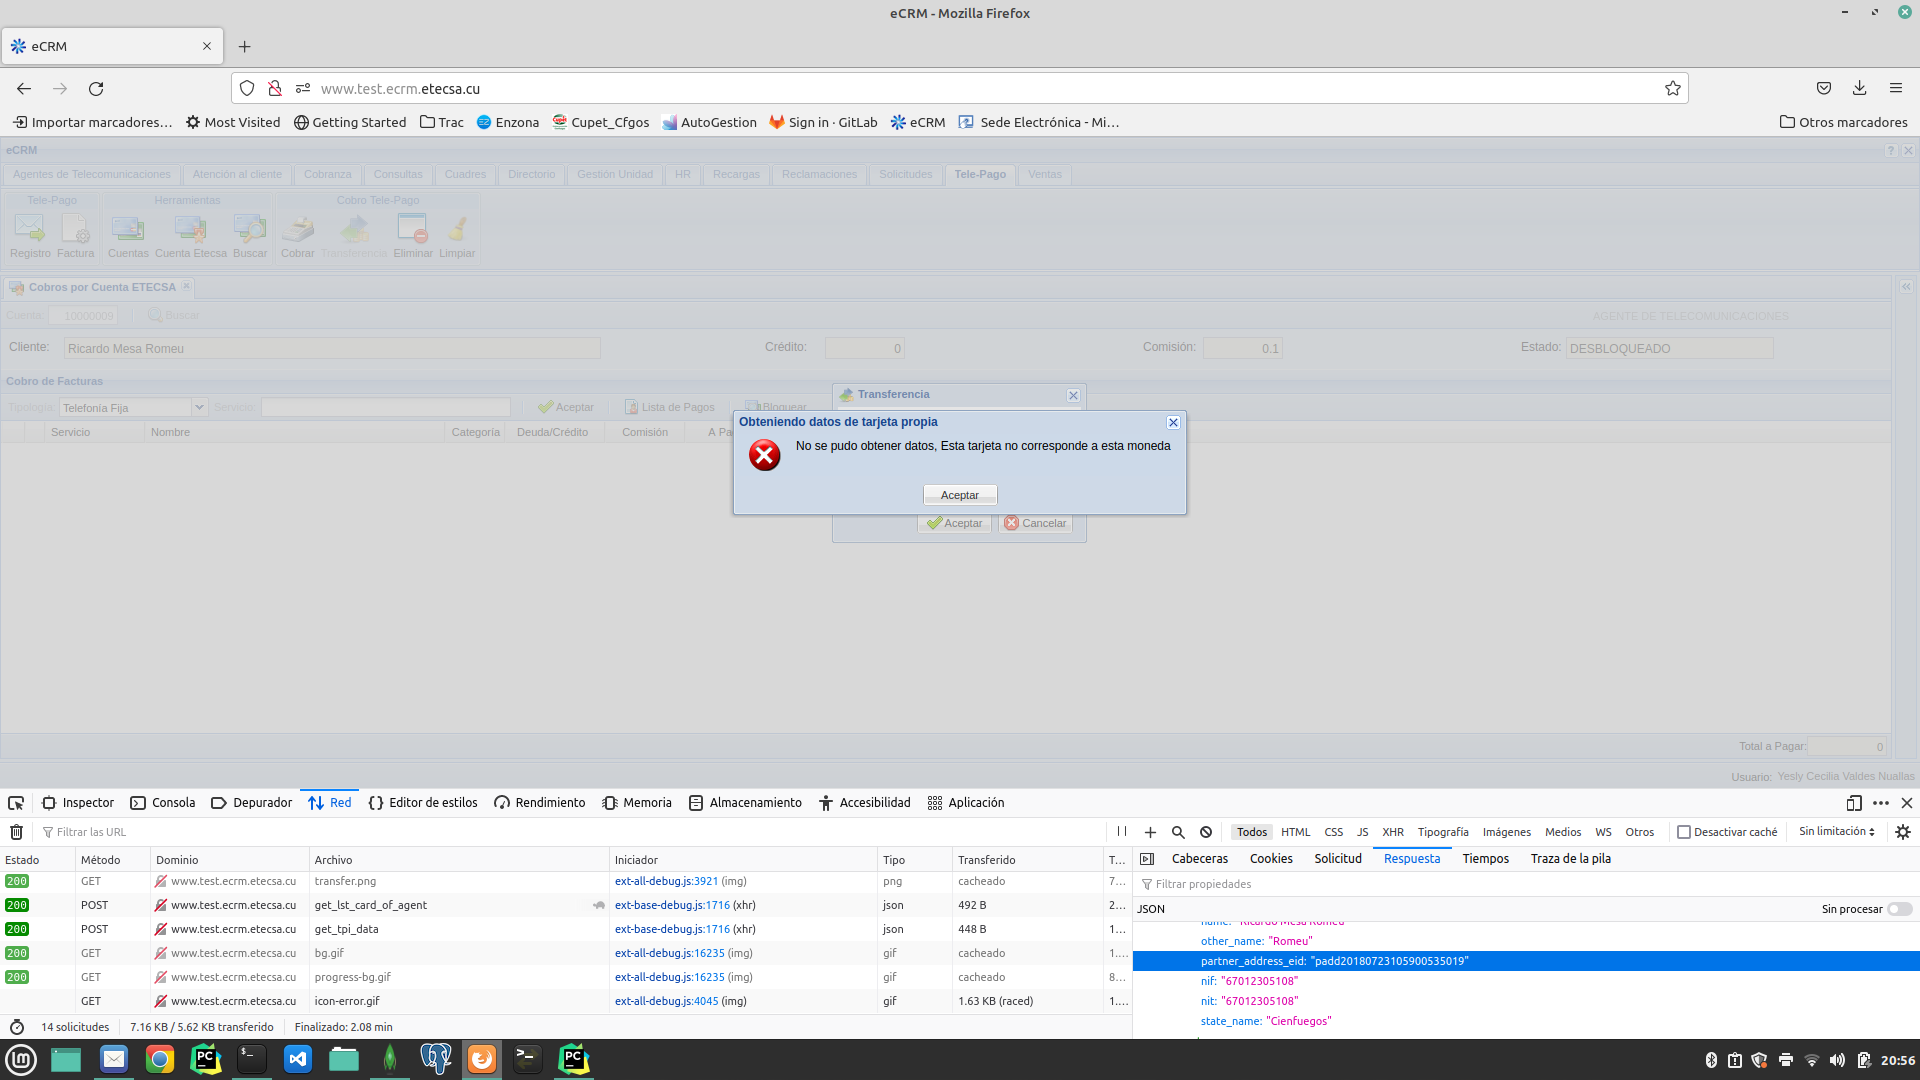 eCRM - Mozilla Firefox
eCRM
www.test.ecrm.etecsa.cu
Importar marcadores… Most Visited Getting Started Trac Enzona Cupet_Cfgos AutoGestion Sign in · GitLab eCRM Sede Electrónica - Mi… Otros marcadores
eCRM
Agentes de Telecomunicaciones Atención al cliente Cobranza Consultas Cuadres Directorio Gestión Unidad HR Recargas Reclamaciones Solicitudes Tele-Pago Ventas
Tele-Pago Herramientas Cobro Tele-Pago
Registro Factura Cuentas Cuenta Etecsa Buscar Cobrar Transferencia Eliminar Limpiar
Cobros por Cuenta ETECSA
Cuenta: 10000009 Buscar AGENTE DE TELECOMUNICACIONES
Cliente: Ricardo Mesa Romeu Crédito: 0 Comisión: 0.1 Estado: DESBLOQUEADO
Cobro de Facturas
Transferencia
Tipología: Telefonía Fija Servicio: Aceptar Lista de Pagos Bloquear
Servicio Nombre Categoría Deuda/Crédito Comisión A Pa
Obteniendo datos de tarjeta propia
No se pudo obtener datos, Esta tarjeta no corresponde a esta moneda
Aceptar
Aceptar Cancelar
Total a Pagar: 0
Usuario: Yesly Cecilia Valdes Nuallas
Inspector Consola Depurador Red Editor de estilos Rendimiento Memoria Almacenamiento Accesibilidad Aplicación
Filtrar las URL Todos HTML CSS JS XHR Tipografía Imágenes Medios WS Otros Desactivar caché Sin limitación
Estado Método Dominio Archivo Iniciador Tipo Transferido T…
200 GET www.test.ecrm.etecsa.cu transfer.png ext-all-debug.js:3921 (img) png cacheado 7…
200 POST www.test.ecrm.etecsa.cu get_lst_card_of_agent ext-base-debug.js:1716 (xhr) json 492 B 2…
200 POST www.test.ecrm.etecsa.cu get_tpi_data ext-base-debug.js:1716 (xhr) json 448 B 1…
200 GET www.test.ecrm.etecsa.cu bg.gif ext-all-debug.js:16235 (img) gif cacheado 1.…
200 GET www.test.ecrm.etecsa.cu progress-bg.gif ext-all-debug.js:16235 (img) gif cacheado 8…
GET www.test.ecrm.etecsa.cu icon-error.gif ext-all-debug.js:4045 (img) gif 1.63 KB (raced) 1.…
14 solicitudes 7.16 KB / 5.62 KB transferido Finalizado: 2.08 min
Cabeceras Cookies Solicitud Respuesta Tiempos Traza de la pila
Filtrar propiedades
JSON Sin procesar
name: "Ricardo Mesa Romeu"
other_name: "Romeu"
partner_address_eid: "padd20180723105900535019"
nif: "67012305108"
nit: "67012305108"
state_name: "Cienfuegos"
20:56